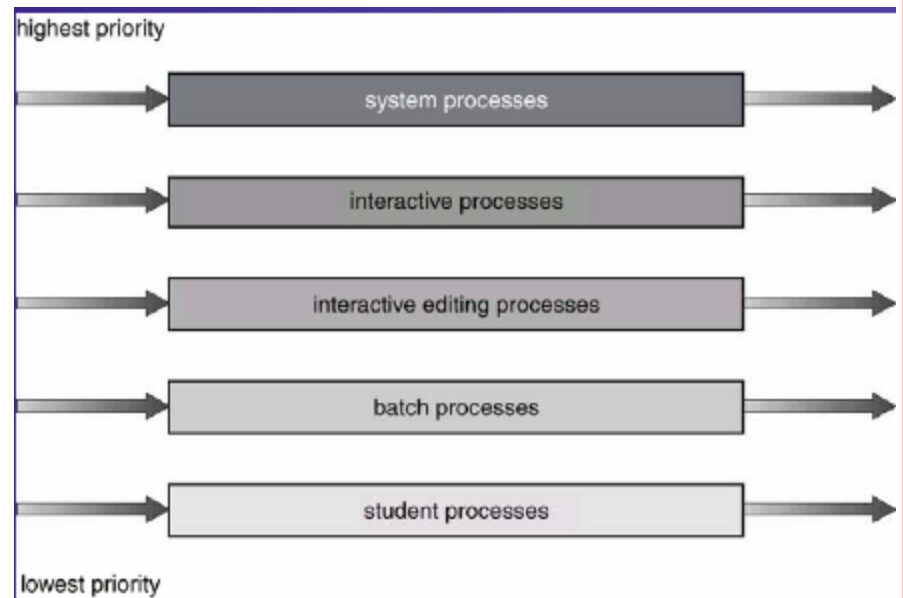 highest priority
system processes
interactive processes
interactive editing processes
batch processes
student processes
lowest priority